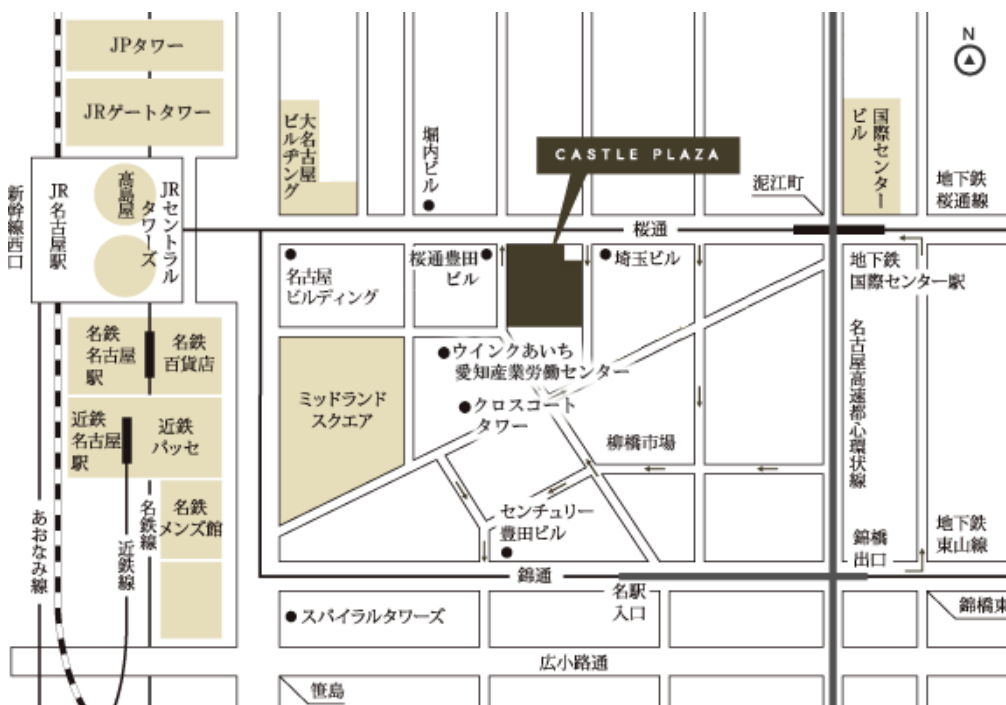 JPタワー
JRゲートタワー
大名古屋
ビルヂング
堀内ビル
CASTLE PLAZA
泥江町
国際センター
ビル
N
地下鉄
桜通線
新幹線西口
JR名古屋駅
高島屋
JRセントラル
タワーズ
桜通
名古屋
ビルディング
桜通豊田
ビル
埼玉ビル
地下鉄
国際センター駅
名鉄
名古屋
駅
名鉄
百貨店
ウインクあいち
愛知産業労働センター
ミッドランド
スクエア
クロスコート
タワー
名古屋高速都心環状線
近鉄
名古屋
駅
近鉄
パッセ
柳橋市場
名鉄
メンズ館
センチュリー
豊田ビル
あおなみ線
近鉄線
名鉄線
錦橋
出口
地下鉄
東山線
錦通
名駅
入口
スパイラルタワーズ
錦橋東
広小路通
笹島